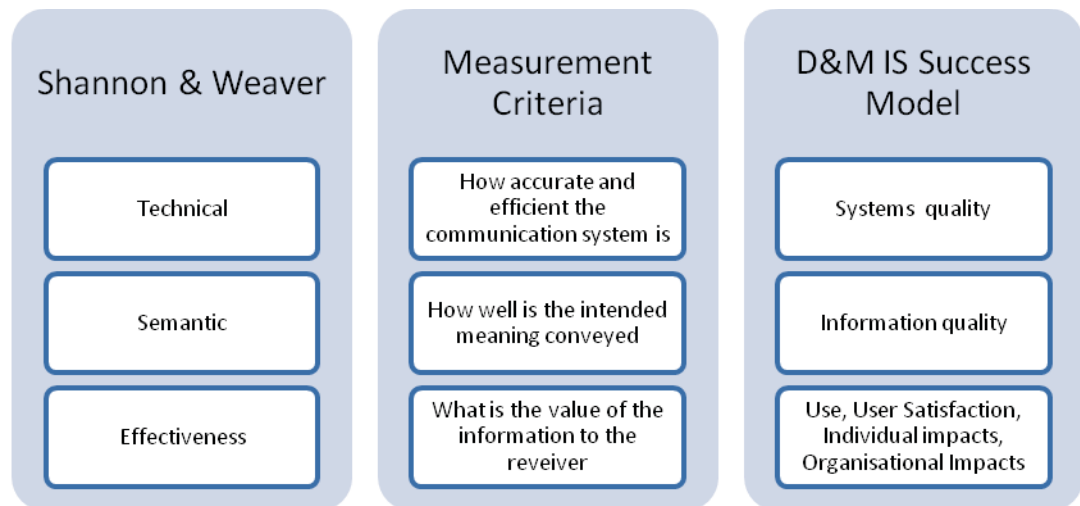 Shannon & Weaver
Technical
Semantic
Effectiveness
Measurement
Criteria
How accurate and
efficient the
communication system is
How well is the intended
meaning conveyed
What is the value of the
information to the
reveiver
D&M IS Success
Model
Systems quality
Information quality
Use, User Satisfaction,
Individual impacts,
Organisational Impacts